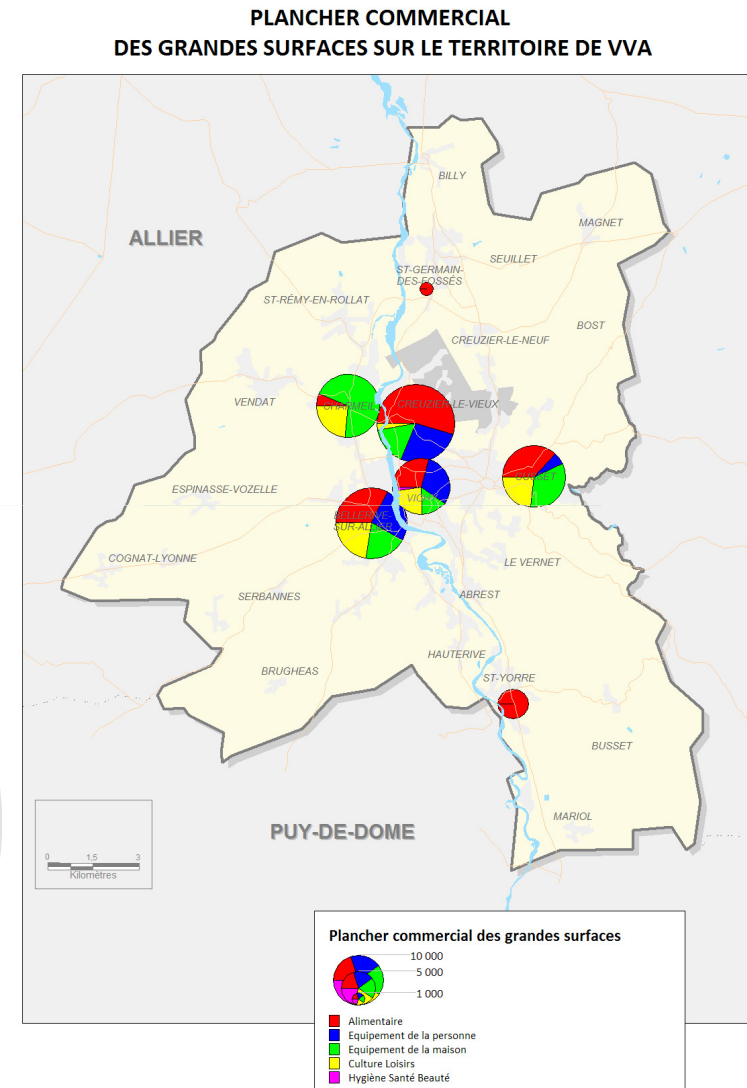 PLANCHER COMMERCIAL
DES GRANDES SURFACES SUR LE TERRITOIRE DE VVA
BILLY
MAGNET
ALLIER
SEUILLET
ST-GERMAIN-
DES-FOSSÉS
ST-RÉMY-EN-ROLLAT
BOST
CREUZIER-LE-NEUF
VENDAT
CHARMEIL
CREUZIER-LE-VIEUX
CUSSET
ESPINASSE-VOZELLE
VICHY
BELLERIVE-
SUR-ALLIER
COGNAT-LYONNE
LE VERNET
SERBANNES
ABREST
HAUTERIVE
BRUGHEAS
ST-YORRE
BUSSET
MARIOL
PUY-DE-DOME
0 1,5 3
Kilomètres
Plancher commercial des grandes surfaces
10 000
5 000
1 000
Alimentaire
Equipement de la personne
Equipement de la maison
Culture Loisirs
Hygiène Santé Beauté